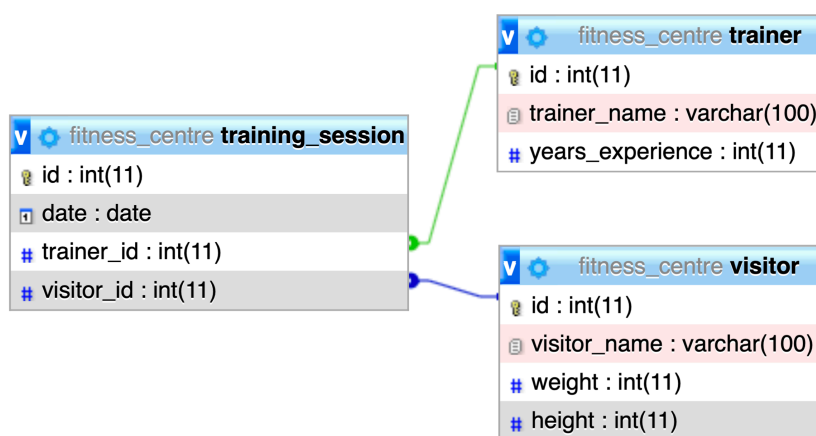 fitness_centre training_session
id : int(11)
date : date
trainer_id : int(11)
visitor_id : int(11)
fitness_centre trainer
id : int(11)
trainer_name : varchar(100)
years_experience : int(11)
fitness_centre visitor
id : int(11)
visitor_name : varchar(100)
weight : int(11)
height : int(11)